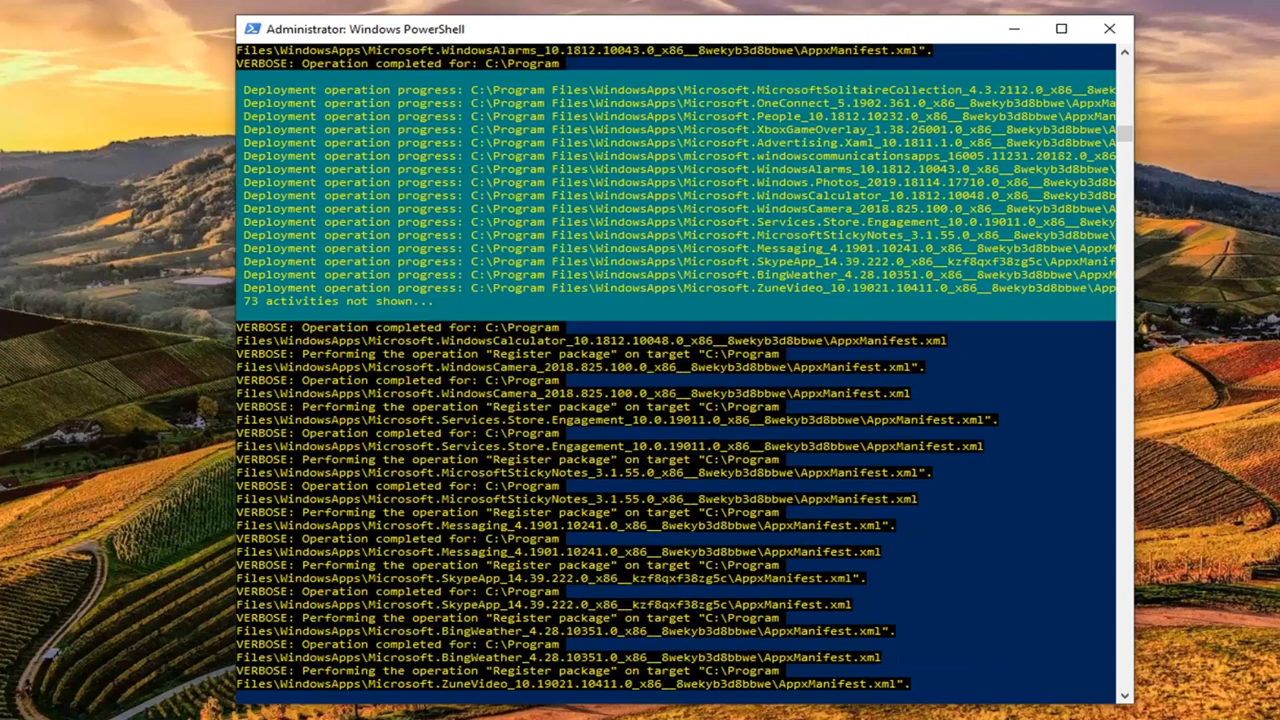 Administrator: Windows PowerShell
Files\WindowsApps\Microsoft.WindowsAlarms_10.1812.10043.0_x86__8wekyb3d8bbwe\AppxManifest.xml".
VERBOSE: Operation completed for: C:\Program
Deployment operation progress: C:\Program Files\WindowsApps\Microsoft.MicrosoftSolitaireCollection_4.3.2112.0_x86__8wek
Deployment operation progress: C:\Program Files\WindowsApps\Microsoft.OneConnect_5.1902.361.0_x86__8wekyb3d8bbwe\AppxMa
Deployment operation progress: C:\Program Files\WindowsApps\Microsoft.People_10.1812.10232.0_x86__8wekyb3d8bbwe\AppxMan
Deployment operation progress: C:\Program Files\WindowsApps\Microsoft.XboxGameOverlay_1.38.26001.0_x86__8wekyb3d8bbwe\A
Deployment operation progress: C:\Program Files\WindowsApps\Microsoft.Advertising.Xaml_10.1811.1.0_x86__8wekyb3d8bbwe\A
Deployment operation progress: C:\Program Files\WindowsApps\microsoft.windowscommunicationsapps_16005.11231.20182.0_x86
Deployment operation progress: C:\Program Files\WindowsApps\Microsoft.WindowsAlarms_10.1812.10043.0_x86__8wekyb3d8bbwe\
Deployment operation progress: C:\Program Files\WindowsApps\Microsoft.Windows.Photos_2019.18114.17710.0_x86__8wekyb3d8b
Deployment operation progress: C:\Program Files\WindowsApps\Microsoft.WindowsCalculator_10.1812.10048.0_x86__8wekyb3d8b
Deployment operation progress: C:\Program Files\WindowsApps\Microsoft.WindowsCamera_2018.825.100.0_x86__8wekyb3d8bbwe\A
Deployment operation progress: C:\Program Files\WindowsApps\Microsoft.Services.Store.Engagement_10.0.19011.0_x86__8weky
Deployment operation progress: C:\Program Files\WindowsApps\Microsoft.MicrosoftStickyNotes_3.1.55.0_x86__8wekyb3d8bbwe\
Deployment operation progress: C:\Program Files\WindowsApps\Microsoft.Messaging_4.1901.10241.0_x86__8wekyb3d8bbwe\AppxM
Deployment operation progress: C:\Program Files\WindowsApps\Microsoft.SkypeApp_14.39.222.0_x86__kzf8qxf38zg5c\AppxManif
Deployment operation progress: C:\Program Files\WindowsApps\Microsoft.BingWeather_4.28.10351.0_x86__8wekyb3d8bbwe\AppxM
Deployment operation progress: C:\Program Files\WindowsApps\Microsoft.ZuneVideo_10.19021.10411.0_x86__8wekyb3d8bbwe\App
73 activities not shown...
VERBOSE: Operation completed for: C:\Program
Files\WindowsApps\Microsoft.WindowsCalculator_10.1812.10048.0_x86__8wekyb3d8bbwe\AppxManifest.xml
VERBOSE: Performing the operation "Register package" on target "C:\Program
Files\WindowsApps\Microsoft.WindowsCamera_2018.825.100.0_x86__8wekyb3d8bbwe\AppxManifest.xml".
VERBOSE: Operation completed for: C:\Program
Files\WindowsApps\Microsoft.WindowsCamera_2018.825.100.0_x86__8wekyb3d8bbwe\AppxManifest.xml
VERBOSE: Performing the operation "Register package" on target "C:\Program
Files\WindowsApps\Microsoft.Services.Store.Engagement_10.0.19011.0_x86__8wekyb3d8bbwe\AppxManifest.xml".
VERBOSE: Operation completed for: C:\Program
Files\WindowsApps\Microsoft.Services.Store.Engagement_10.0.19011.0_x86__8wekyb3d8bbwe\AppxManifest.xml
VERBOSE: Performing the operation "Register package" on target "C:\Program
Files\WindowsApps\Microsoft.MicrosoftStickyNotes_3.1.55.0_x86__8wekyb3d8bbwe\AppxManifest.xml".
VERBOSE: Operation completed for: C:\Program
Files\WindowsApps\Microsoft.MicrosoftStickyNotes_3.1.55.0_x86__8wekyb3d8bbwe\AppxManifest.xml
VERBOSE: Performing the operation "Register package" on target "C:\Program
Files\WindowsApps\Microsoft.Messaging_4.1901.10241.0_x86__8wekyb3d8bbwe\AppxManifest.xml".
VERBOSE: Operation completed for: C:\Program
Files\WindowsApps\Microsoft.Messaging_4.1901.10241.0_x86__8wekyb3d8bbwe\AppxManifest.xml
VERBOSE: Performing the operation "Register package" on target "C:\Program
Files\WindowsApps\Microsoft.SkypeApp_14.39.222.0_x86__kzf8qxf38zg5c\AppxManifest.xml".
VERBOSE: Operation completed for: C:\Program
Files\WindowsApps\Microsoft.SkypeApp_14.39.222.0_x86__kzf8qxf38zg5c\AppxManifest.xml
VERBOSE: Performing the operation "Register package" on target "C:\Program
Files\WindowsApps\Microsoft.BingWeather_4.28.10351.0_x86__8wekyb3d8bbwe\AppxManifest.xml".
VERBOSE: Operation completed for: C:\Program
Files\WindowsApps\Microsoft.BingWeather_4.28.10351.0_x86__8wekyb3d8bbwe\AppxManifest.xml
VERBOSE: Performing the operation "Register package" on target "C:\Program
Files\WindowsApps\Microsoft.ZuneVideo_10.19021.10411.0_x86__8wekyb3d8bbwe\AppxManifest.xml".